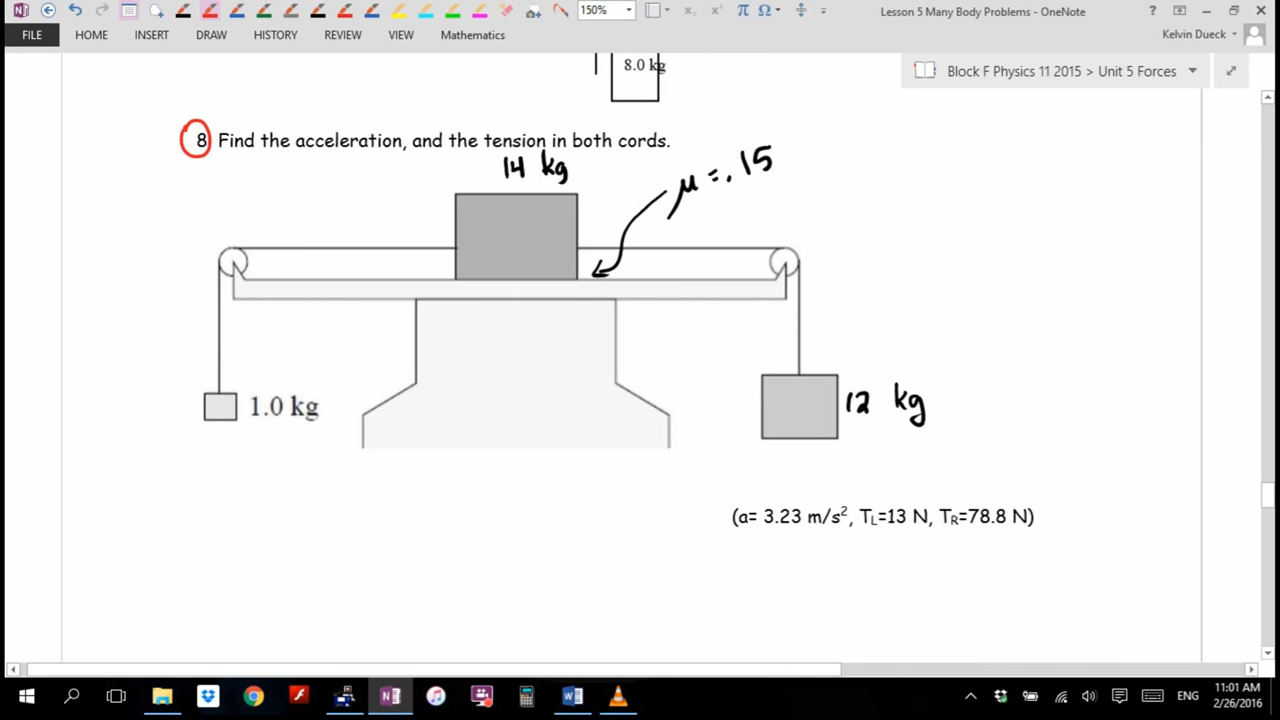 150%
Lesson 5 Many Body Problems - OneNote
FILE HOME INSERT DRAW HISTORY REVIEW VIEW Mathematics
Kelvin Dueck
Block F Physics 11 2015 > Unit 5 Forces
8.0 kg
8 Find the acceleration, and the tension in both cords.
14 kg
μ = .15
1.0 kg
12 kg
(a= 3.23 m/s², TL=13 N, TR=78.8 N)
ENG
11:01 AM
2/26/2016